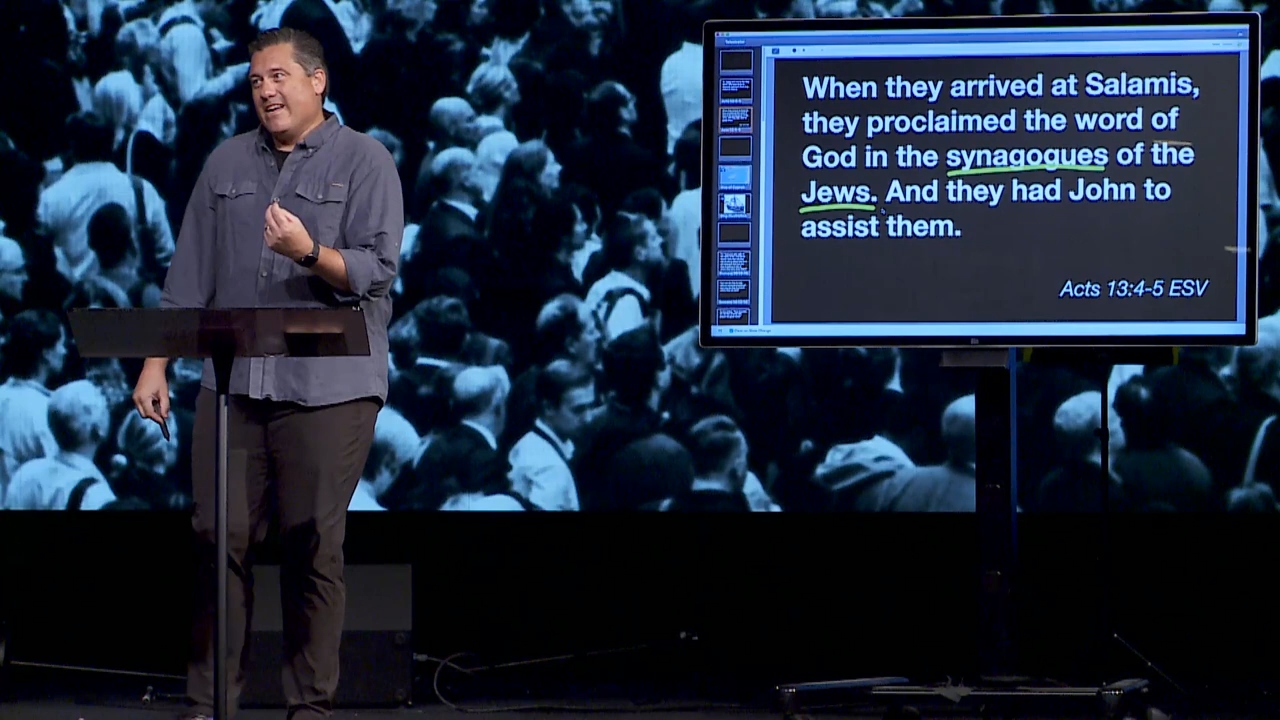 When they arrived at Salamis,
they proclaimed the word of
God in the synagogues of the
Jews. And they had John to
assist them.
Acts 13:4-5 ESV